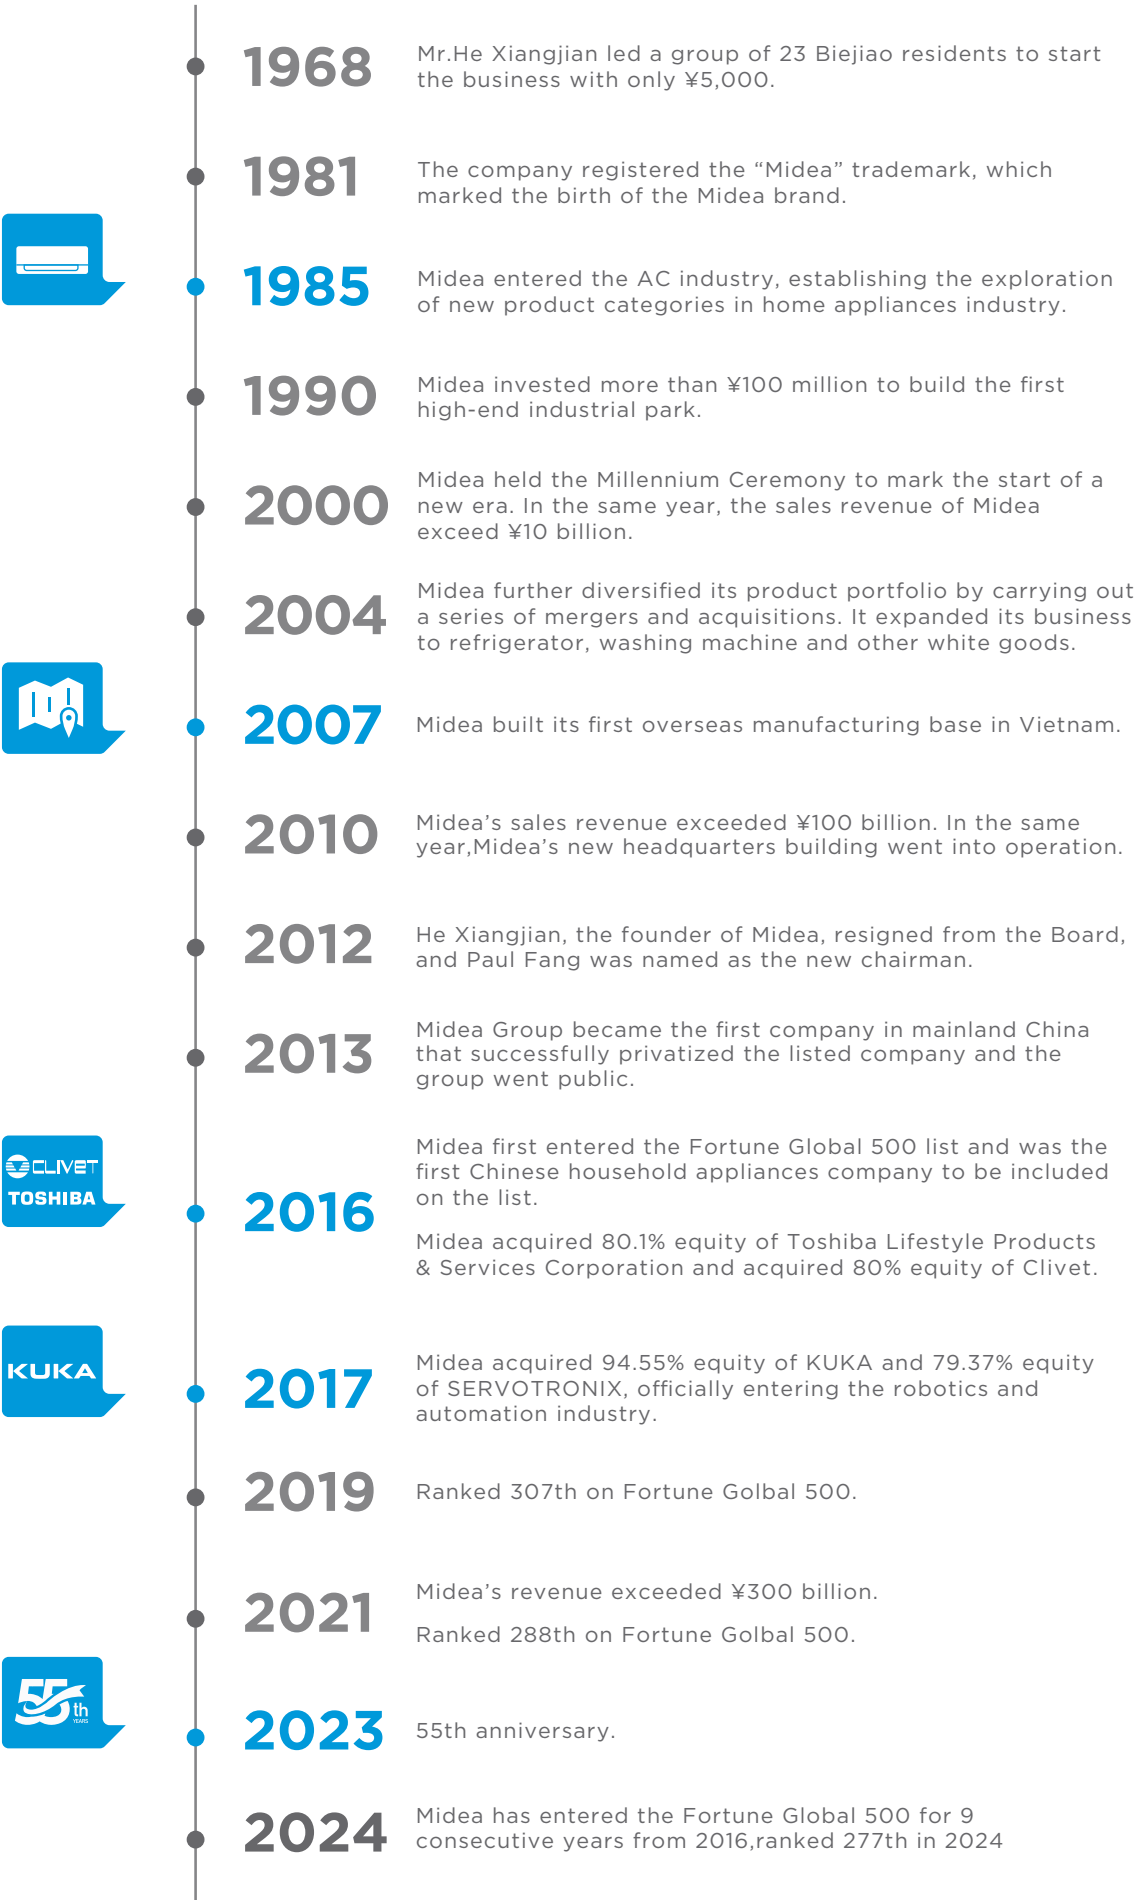 1968
Mr.He Xiangjian led a group of 23 Biejiao residents to start
the business with only ¥5,000.
1981
The company registered the “Midea” trademark, which
marked the birth of the Midea brand.
1985
Midea entered the AC industry, establishing the exploration
of new product categories in home appliances industry.
1990
Midea invested more than ¥100 million to build the first
high-end industrial park.
2000
Midea held the Millennium Ceremony to mark the start of a
new era. In the same year, the sales revenue of Midea
exceed ¥10 billion.
2004
Midea further diversified its product portfolio by carrying out
a series of mergers and acquisitions. It expanded its business
to refrigerator, washing machine and other white goods.
2007
Midea built its first overseas manufacturing base in Vietnam.
2010
Midea’s sales revenue exceeded ¥100 billion. In the same
year,Midea’s new headquarters building went into operation.
2012
He Xiangjian, the founder of Midea, resigned from the Board,
and Paul Fang was named as the new chairman.
2013
Midea Group became the first company in mainland China
that successfully privatized the listed company and the
group went public.
CLIVET
TOSHIBA
2016
Midea first entered the Fortune Global 500 list and was the
first Chinese household appliances company to be included
on the list.
Midea acquired 80.1% equity of Toshiba Lifestyle Products
& Services Corporation and acquired 80% equity of Clivet.
KUKA
2017
Midea acquired 94.55% equity of KUKA and 79.37% equity
of SERVOTRONIX, officially entering the robotics and
automation industry.
2019
Ranked 307th on Fortune Golbal 500.
2021
Midea’s revenue exceeded ¥300 billion.
Ranked 288th on Fortune Golbal 500.
55th
YEARS
2023
55th anniversary.
2024
Midea has entered the Fortune Global 500 for 9
consecutive years from 2016,ranked 277th in 2024